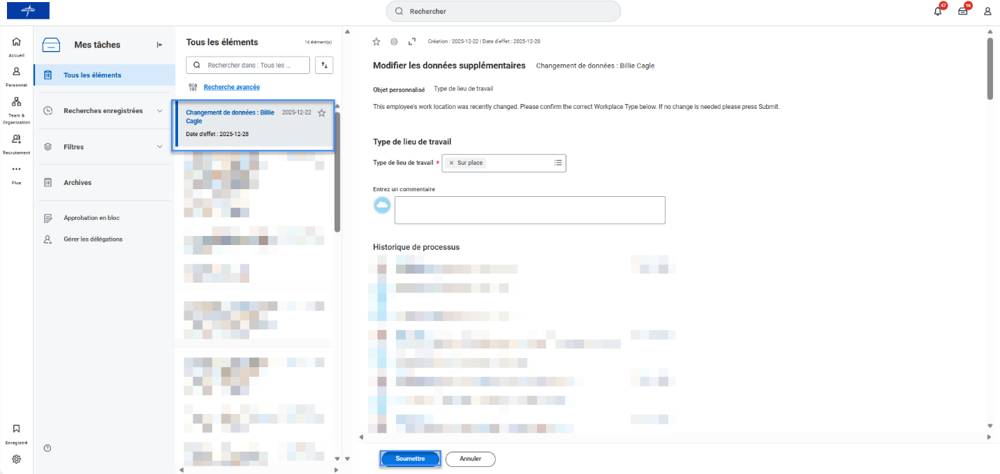 Rechercher
47
16
Accueil
Personnel
Team &
Organization
Recrutement
Plus
Enregistré
Mes tâches
Tous les éléments
Recherches enregistrées
Filtres
Archives
Approbation en bloc
Gérer les délégations
Tous les éléments
16 élément(s)
Rechercher dans : Tous les ...
Recherche avancée
Changement de données : Billie
Cagle
2025-12-22
Date d'effet : 2025-12-28
Création : 2025-12-22 | Date d'effet : 2025-12-28
Modifier les données supplémentaires Changement de données : Billie Cagle
Objet personnalisé Type de lieu de travail
This employee's work location was recently changed. Please confirm the correct Workplace Type below. If no change is needed please press Submit.
Type de lieu de travail
Type de lieu de travail * × Sur place
Entrez un commentaire
Historique de processus
Soumettre Annuler